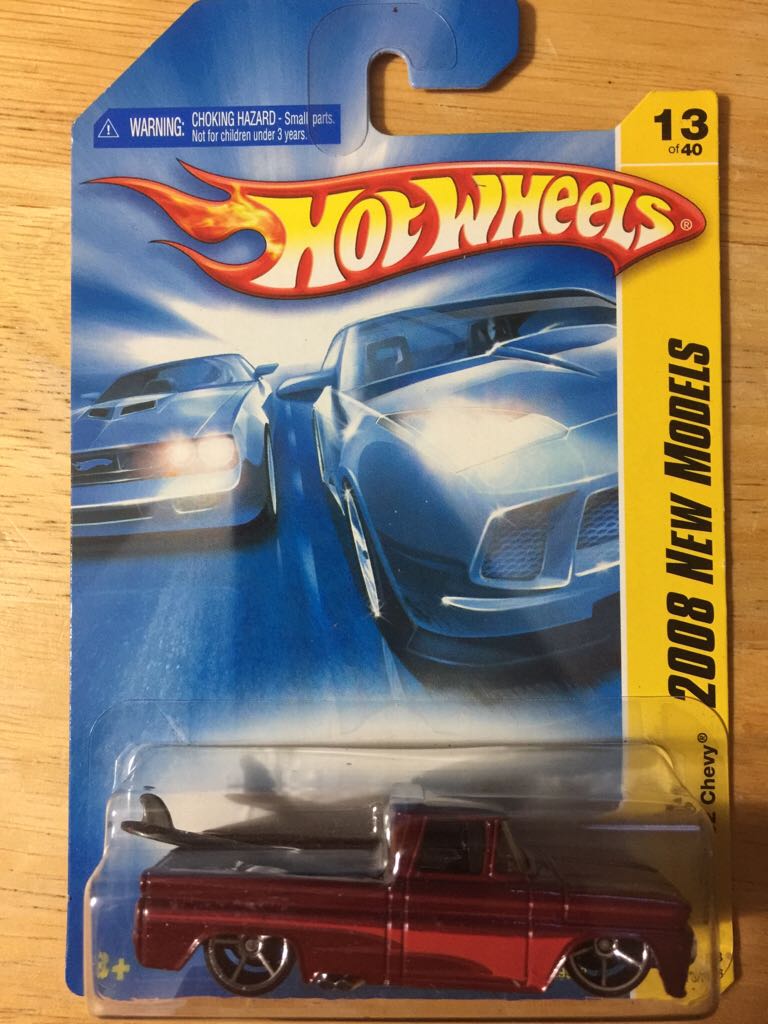 WARNING: CHOKING HAZARD - Small parts.
Not for children under 3 years.
13
of 40
HOT WHEELS®
2008 NEW MODELS
Chevy®